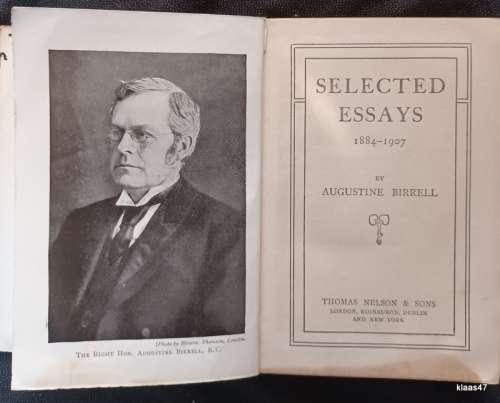 [Photo by Messrs. Thomson, London.
THE RIGHT HON. AUGUSTINE BIRRELL, K.C.
SELECTED
ESSAYS
1884-1907
BY
AUGUSTINE BIRRELL
THOMAS NELSON & SONS
LONDON, EDINBURGH, DUBLIN
AND NEW YORK
klaas47